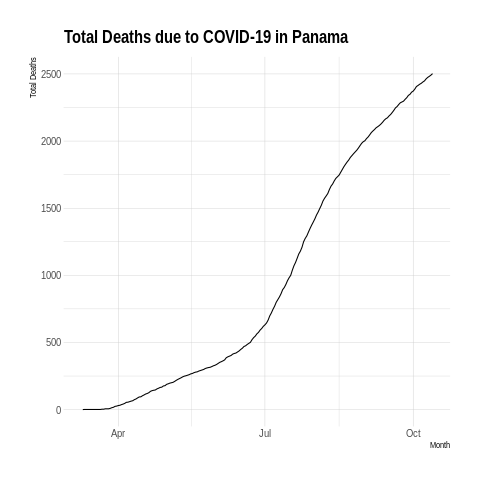 Total Deaths due to COVID-19 in Panama
Total Deaths
2500
2000
1500
1000
500
0
Apr
Jul
Oct
Month